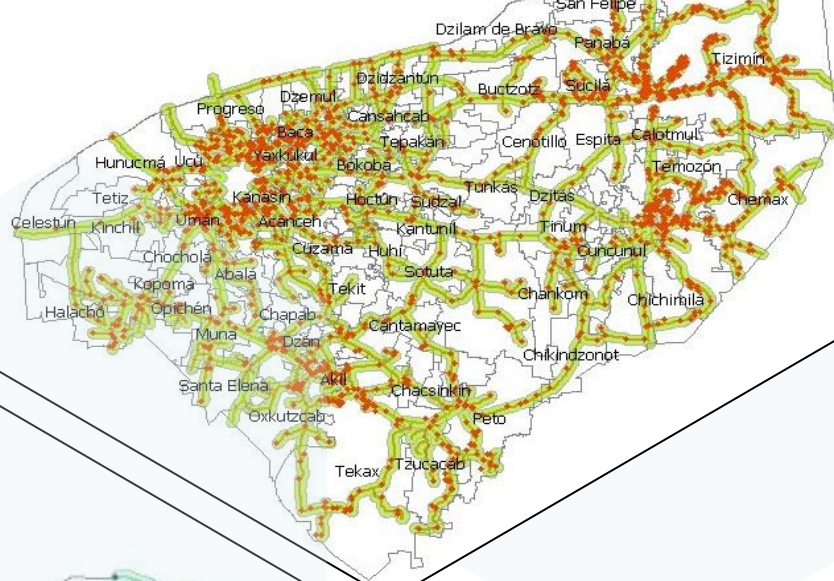 San Felipe
Dzilam de Bravo
Panabá
Tizimín
Dzidzantún
Buctzotz
Sucilá
Dzemul
Progreso
Cansahcab
Baca
Tepakán
Cenotillo
Espita
Calotmul
Yaxkukul
Hunucmá
Ucú
Bokobá
Temozón
Tunkás
Dzitás
Chemax
Tetiz
Kanasín
Hoctún
Sudzal
Celestún
Kinchil
Umán
Acanceh
Kantunil
Tinum
Cuzamá
Huhí
Cuncunul
Chocholá
Abalá
Sotuta
Kopomá
Tekit
Chankom
Chichimilá
Halachó
Opichén
Chapab
Cantamayec
Muna
Dzán
Chikindzonot
Santa Elena
Akil
Chacsinkín
Oxkutzcab
Peto
Tekax
Tzucacab